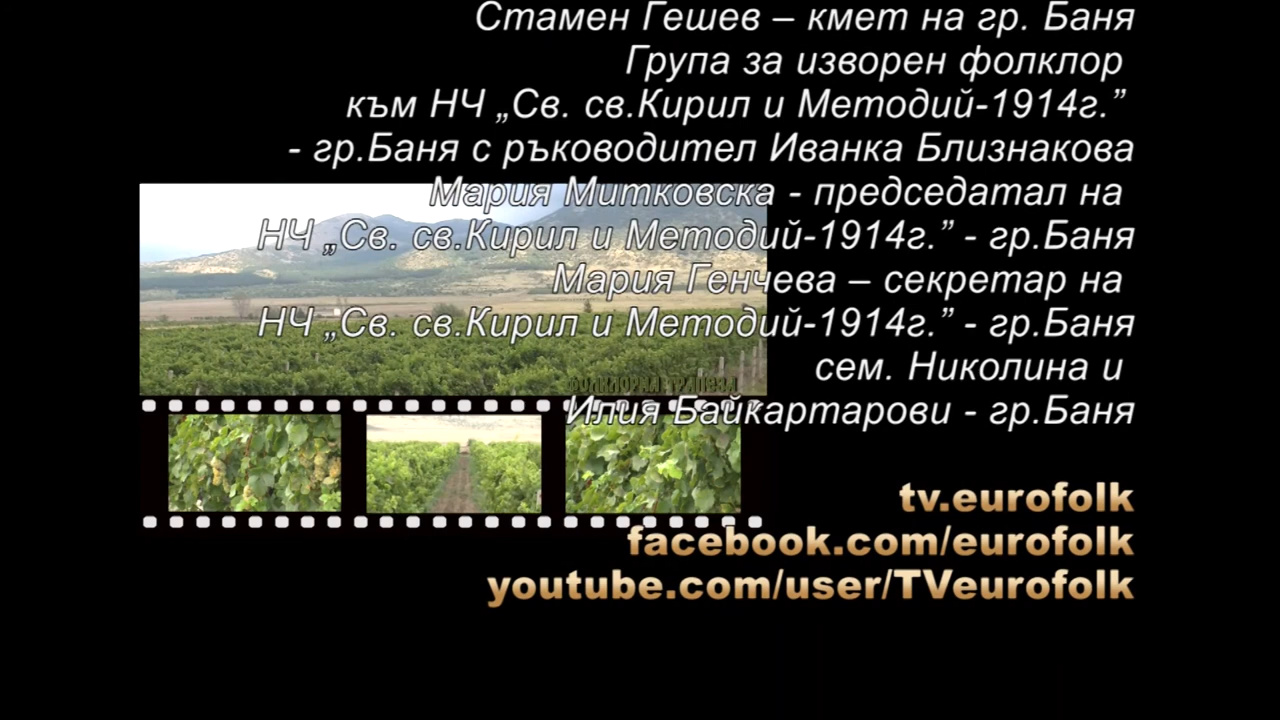 Стамен Гешев – кмет на гр. Баня
Група за изворен фолклор
към НЧ „Св. св.Кирил и Методий-1914г.”
- гр.Баня с ръководител Иванка Близнакова
Мария Митковска - председатал на
НЧ „Св. св.Кирил и Методий-1914г.” - гр.Баня
Мария Генчева – секретар на
НЧ „Св. св.Кирил и Методий-1914г.” - гр.Баня
сем. Николина и
ФОЛКЛОРНА ТРАПЕЗА
Илия Байкартарови - гр.Баня
tv.eurofolk
facebook.com/eurofolk
youtube.com/user/TVeurofolk